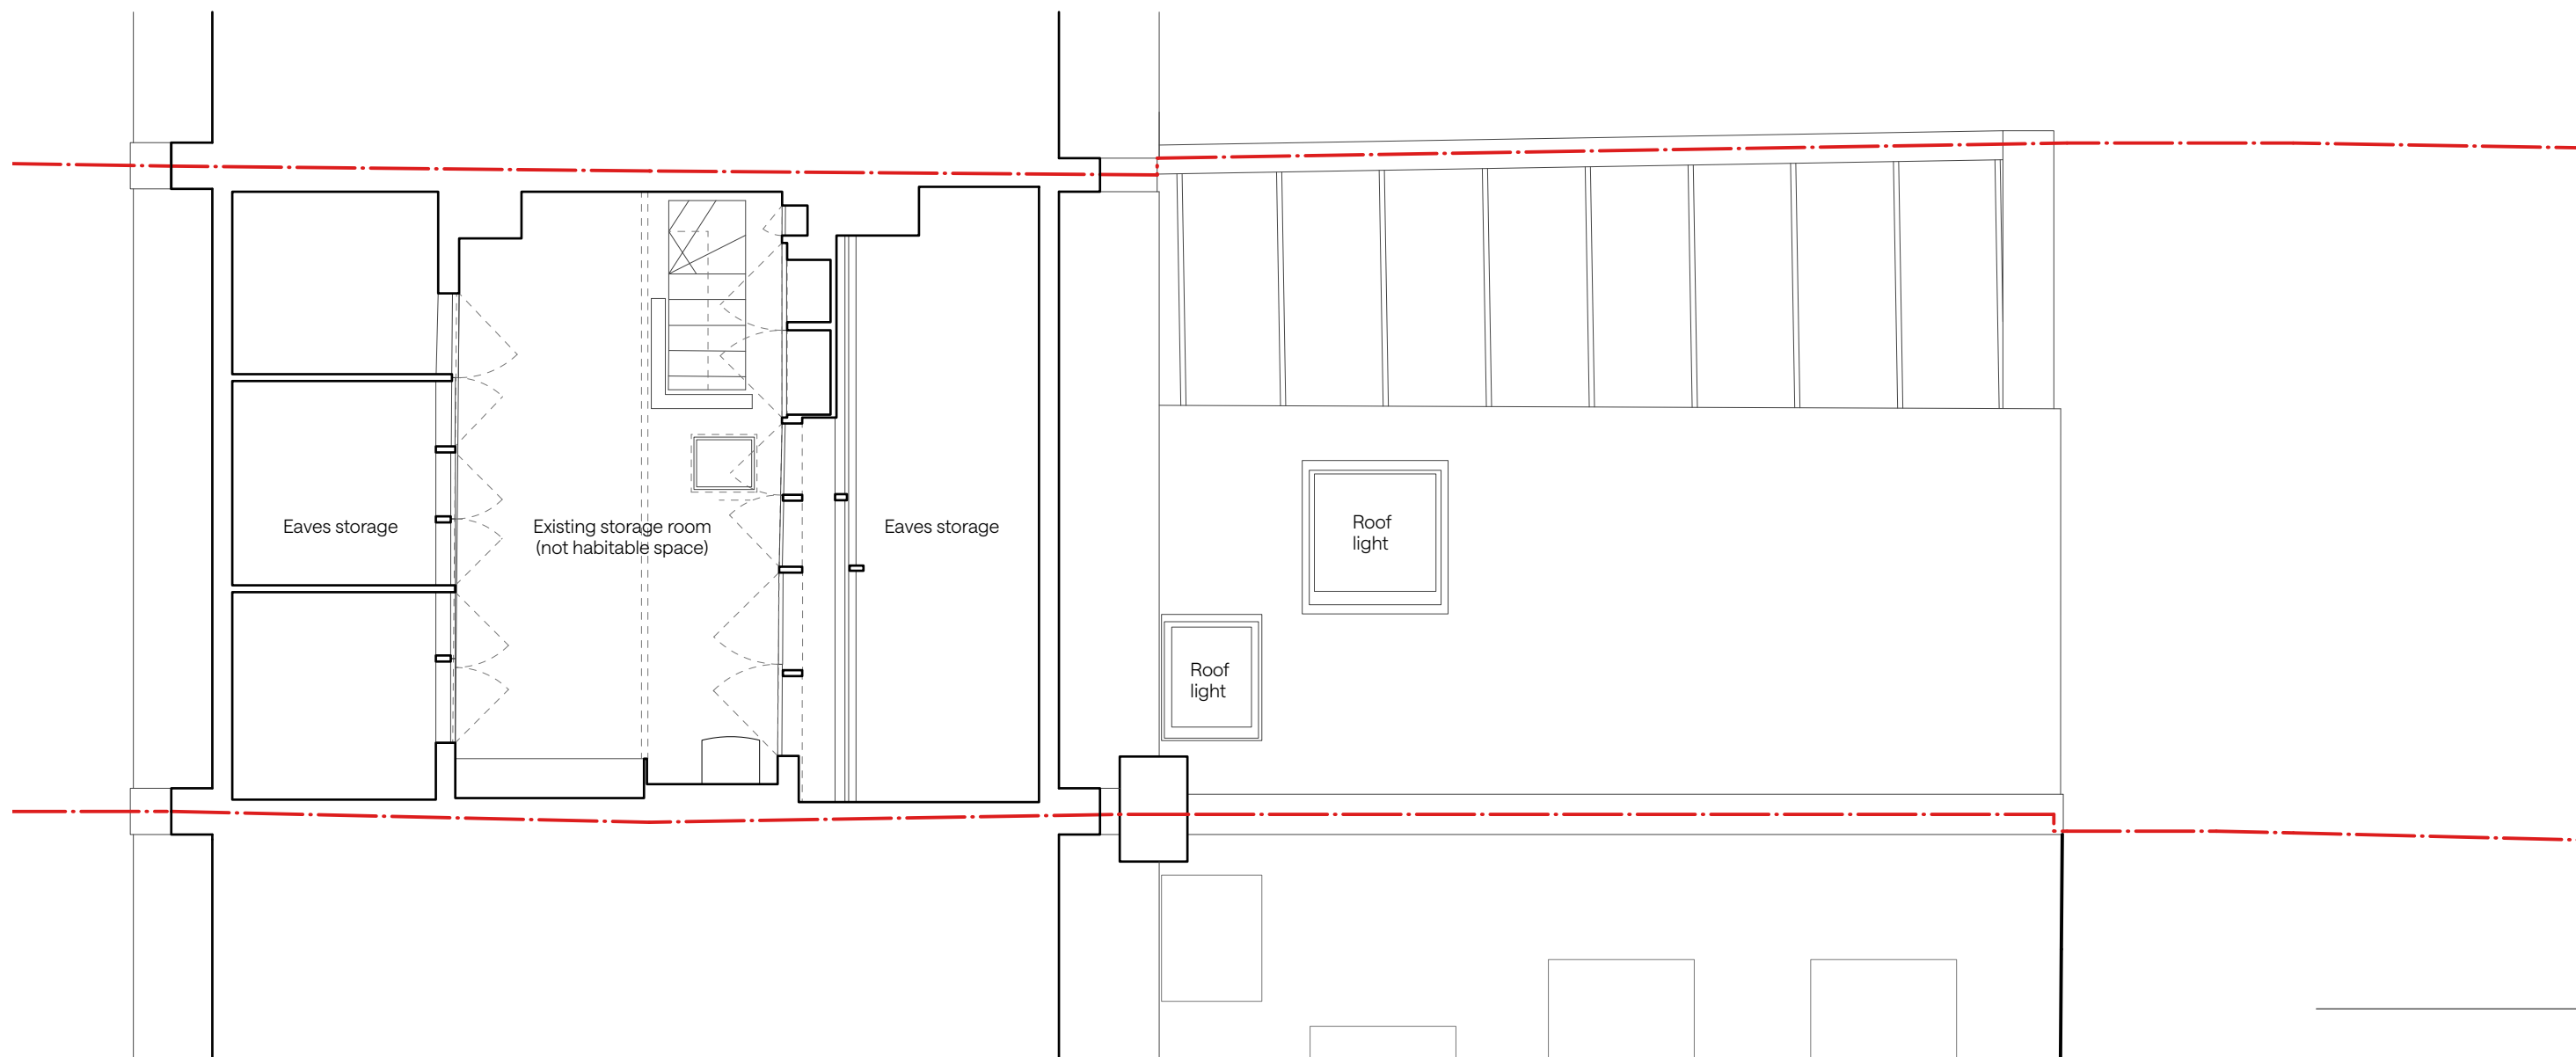 Eaves storage
Existing storage room
(not habitable space)
Eaves storage
Roof
light
Roof
light